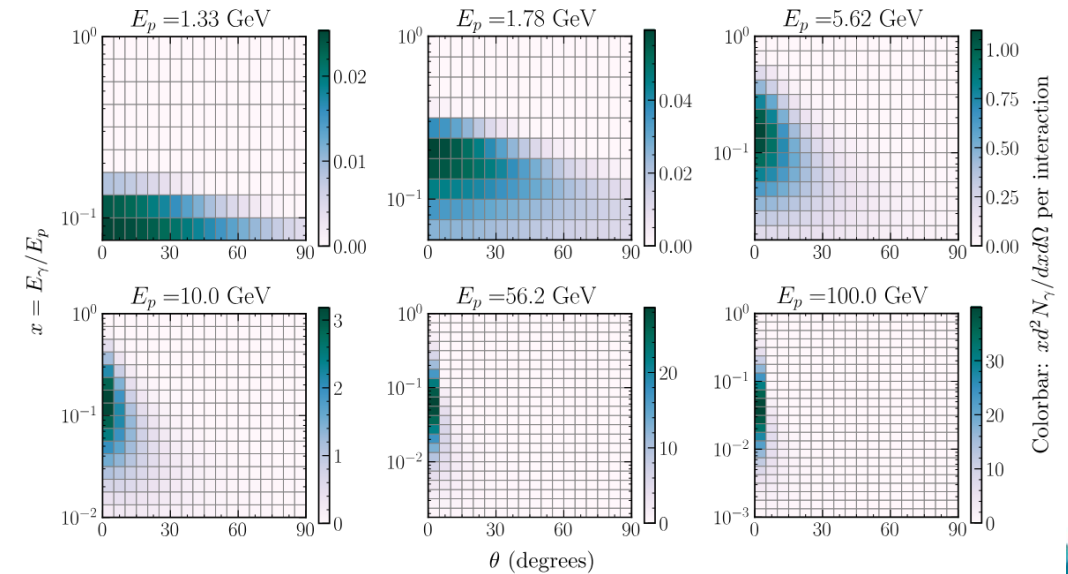 E_p =1.33 GeV
E_p =1.78 GeV
E_p =5.62 GeV
10^0
10^-1
0 30 60 90
0.02
0.01
0.00
10^0
10^-1
0 30 60 90
0.04
0.02
0.00
10^0
10^-1
0 30 60 90
1.00
0.75
0.50
0.25
0.00
x = E_γ/E_p
E_p =10.0 GeV
E_p =56.2 GeV
E_p =100.0 GeV
10^0
10^-1
10^-2
0 30 60 90
3
2
1
0
10^0
10^-1
10^-2
0 30 60 90
20
10
0
10^0
10^-1
10^-2
10^-3
0 30 60 90
30
20
10
0
θ (degrees)
Colorbar: xd^2N_γ/dxdΩ per interaction